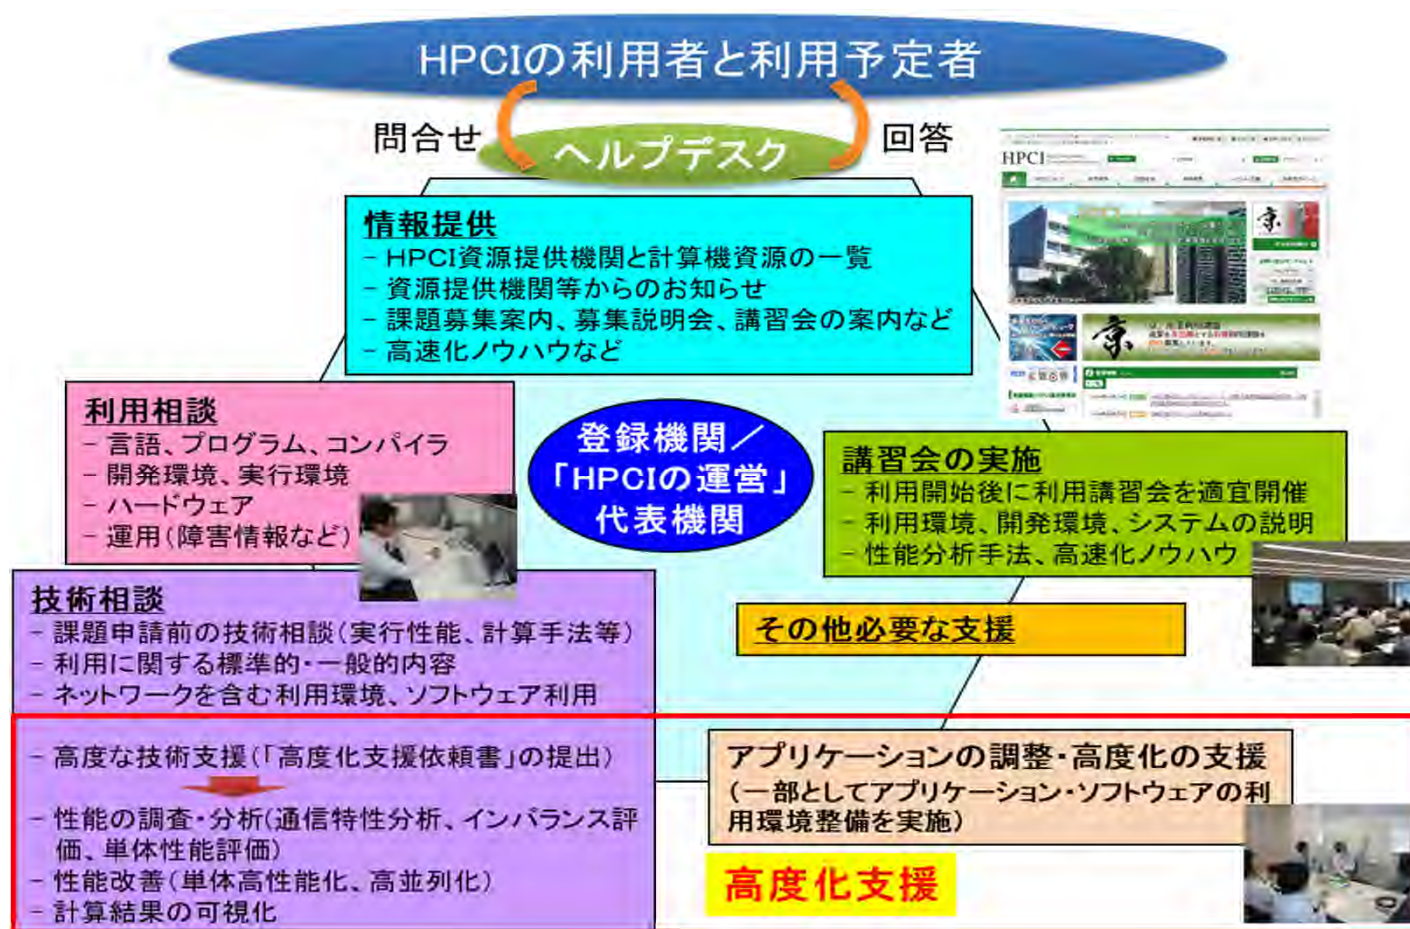 HPCIの利用者と利用予定者
問合せ
ヘルプデスク
回答
HPCI
京
京
情報提供
- HPCI資源提供機関と計算機資源の一覧
- 資源提供機関等からのお知らせ
- 課題募集案内、募集説明会、講習会の案内など
- 高速化ノウハウなど
利用相談
- 言語、プログラム、コンパイラ
- 開発環境、実行環境
- ハードウェア
- 運用(障害情報など)
登録機関／
「HPCIの運営」
代表機関
講習会の実施
- 利用開始後に利用講習会を適宜開催
- 利用環境、開発環境、システムの説明
- 性能分析手法、高速化ノウハウ
技術相談
- 課題申請前の技術相談(実行性能、計算手法等)
- 利用に関する標準的・一般的内容
- ネットワークを含む利用環境、ソフトウェア利用
その他必要な支援
- 高度な技術支援(「高度化支援依頼書」の提出)
- 性能の調査・分析(通信特性分析、インバランス評
価、単体性能評価)
- 性能改善(単体高性能化、高並列化)
- 計算結果の可視化
アプリケーションの調整・高度化の支援
(一部としてアプリケーション・ソフトウェアの利
用環境整備を実施)
高度化支援